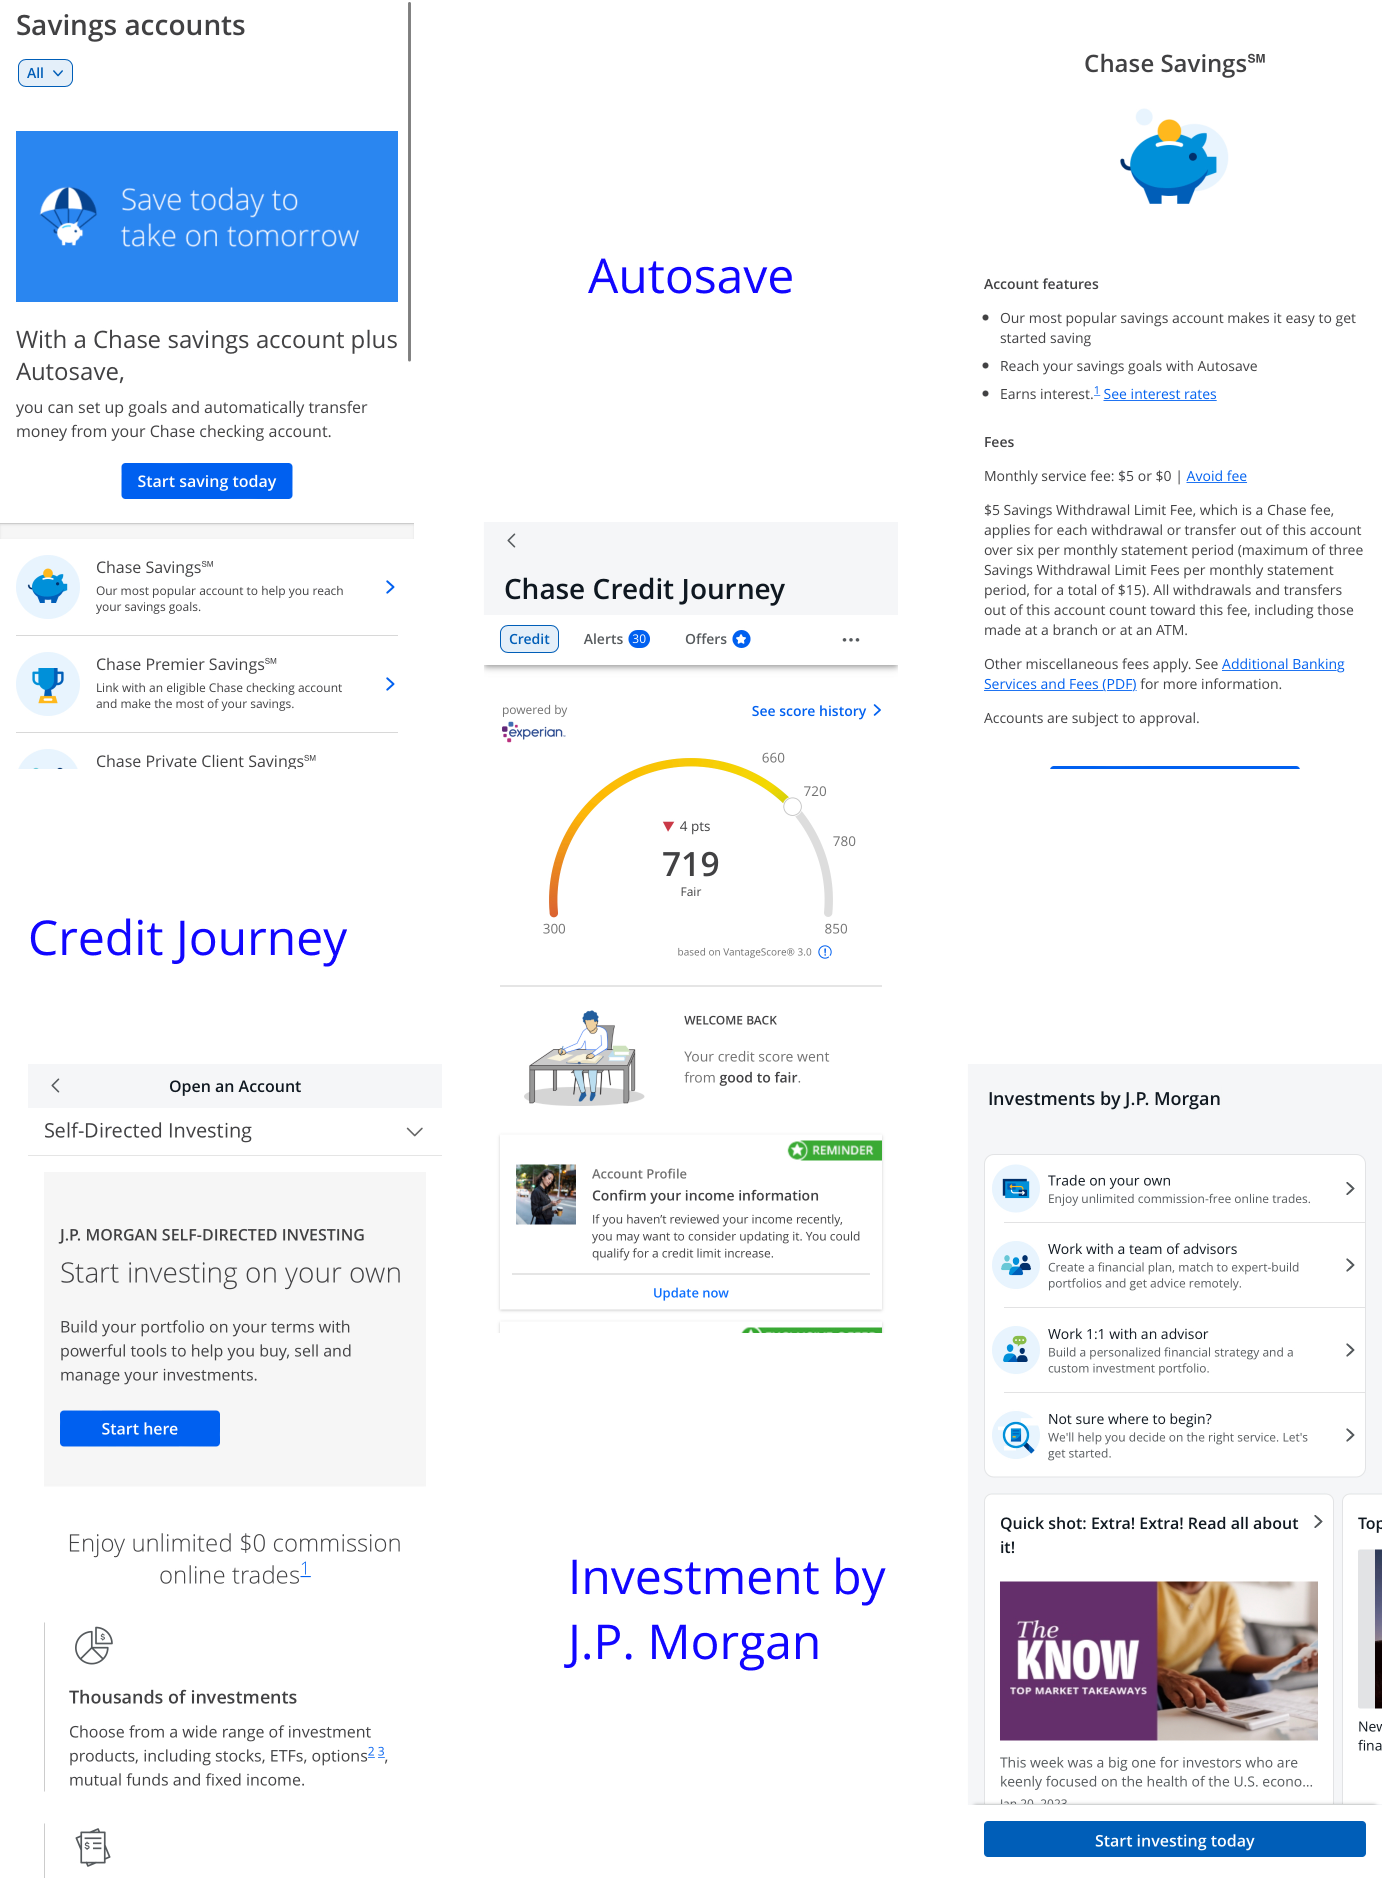 Savings accounts
All
Save today to
take on tomorrow
With a Chase savings account plus
Autosave,
you can set up goals and automatically transfer
money from your Chase checking account.
Start saving today
Chase Savings℠
Our most popular account to help you reach
your savings goals.
Chase Premier Savings℠
Link with an eligible Chase checking account
and make the most of your savings.
Chase Private Client Savings℠
Autosave
Chase Savings℠
Account features
• Our most popular savings account makes it easy to get
started saving
• Reach your savings goals with Autosave
• Earns interest.1 See interest rates
Fees
Monthly service fee: $5 or $0 | Avoid fee
$5 Savings Withdrawal Limit Fee, which is a Chase fee,
applies for each withdrawal or transfer out of this account
over six per monthly statement period (maximum of three
Savings Withdrawal Limit Fees per monthly statement
period, for a total of $15). All withdrawals and transfers
out of this account count toward this fee, including those
made at a branch or at an ATM.
Other miscellaneous fees apply. See Additional Banking
Services and Fees (PDF) for more information.
Accounts are subject to approval.
Credit Journey
Chase Credit Journey
Credit
Alerts 30
Offers
powered by
experian.
See score history
660
720
780
4 pts
719
Fair
300
850
based on VantageScore® 3.0
WELCOME BACK
Your credit score went
from good to fair.
REMINDER
Account Profile
Confirm your income information
If you haven't reviewed your income recently,
you may want to consider updating it. You could
qualify for a credit limit increase.
Update now
Open an Account
Self-Directed Investing
J.P. MORGAN SELF-DIRECTED INVESTING
Start investing on your own
Build your portfolio on your terms with
powerful tools to help you buy, sell and
manage your investments.
Start here
Enjoy unlimited $0 commission
online trades1
Thousands of investments
Choose from a wide range of investment
products, including stocks, ETFs, options2 3,
mutual funds and fixed income.
Investment by
J.P. Morgan
Investments by J.P. Morgan
Trade on your own
Enjoy unlimited commission-free online trades.
Work with a team of advisors
Create a financial plan, match to expert-build
portfolios and get advice remotely.
Work 1:1 with an advisor
Build a personalized financial strategy and a
custom investment portfolio.
Not sure where to begin?
We'll help you decide on the right service. Let's
get started.
Quick shot: Extra! Extra! Read all about
it!
The
KNOW
TOP MARKET TAKEAWAYS
This week was a big one for investors who are
keenly focused on the health of the U.S. econo...
Jan 20, 2023
Top
New
fina
Start investing today